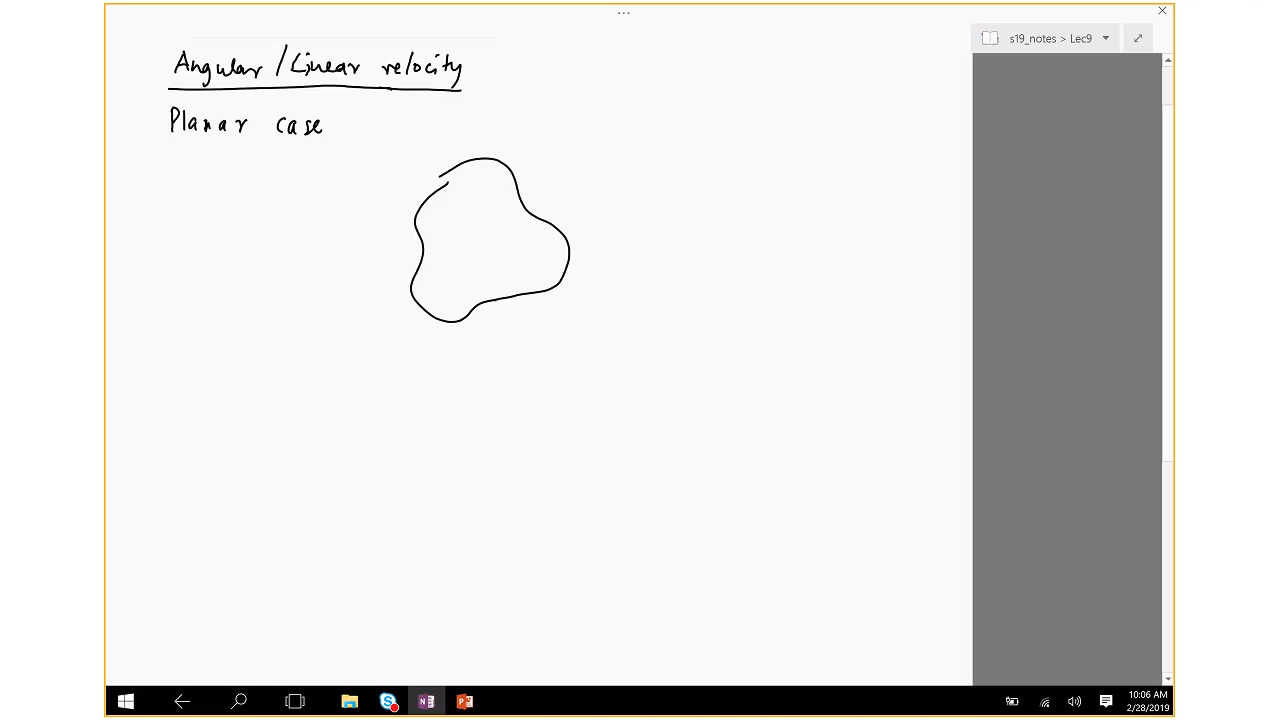 ...
s19_notes > Lec9
Angular / Linear velocity
Planar case
10:06 AM
2/28/2019